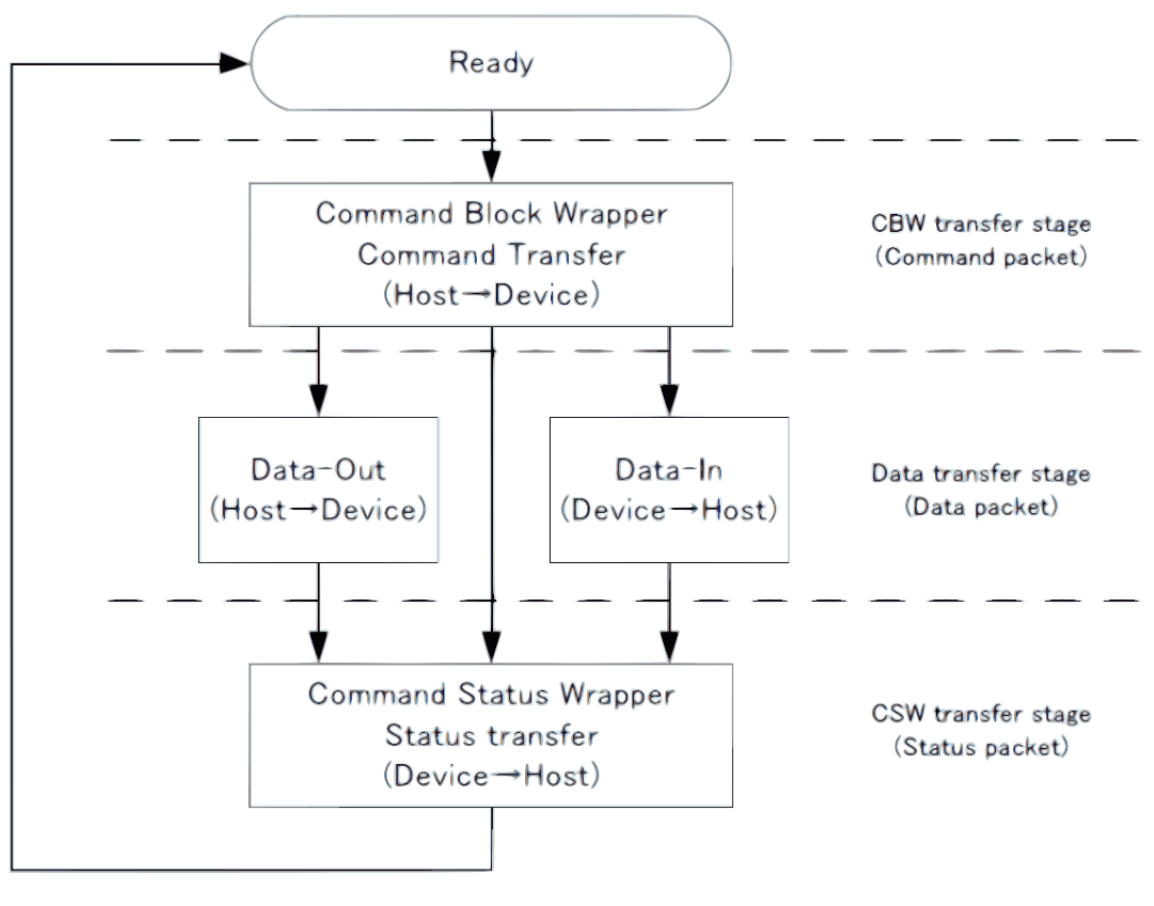 Ready
Command Block Wrapper
Command Transfer
(Host→Device)
CBW transfer stage
(Command packet)
Data-Out
(Host→Device)
Data-In
(Device→Host)
Data transfer stage
(Data packet)
Command Status Wrapper
Status transfer
(Device→Host)
CSW transfer stage
(Status packet)